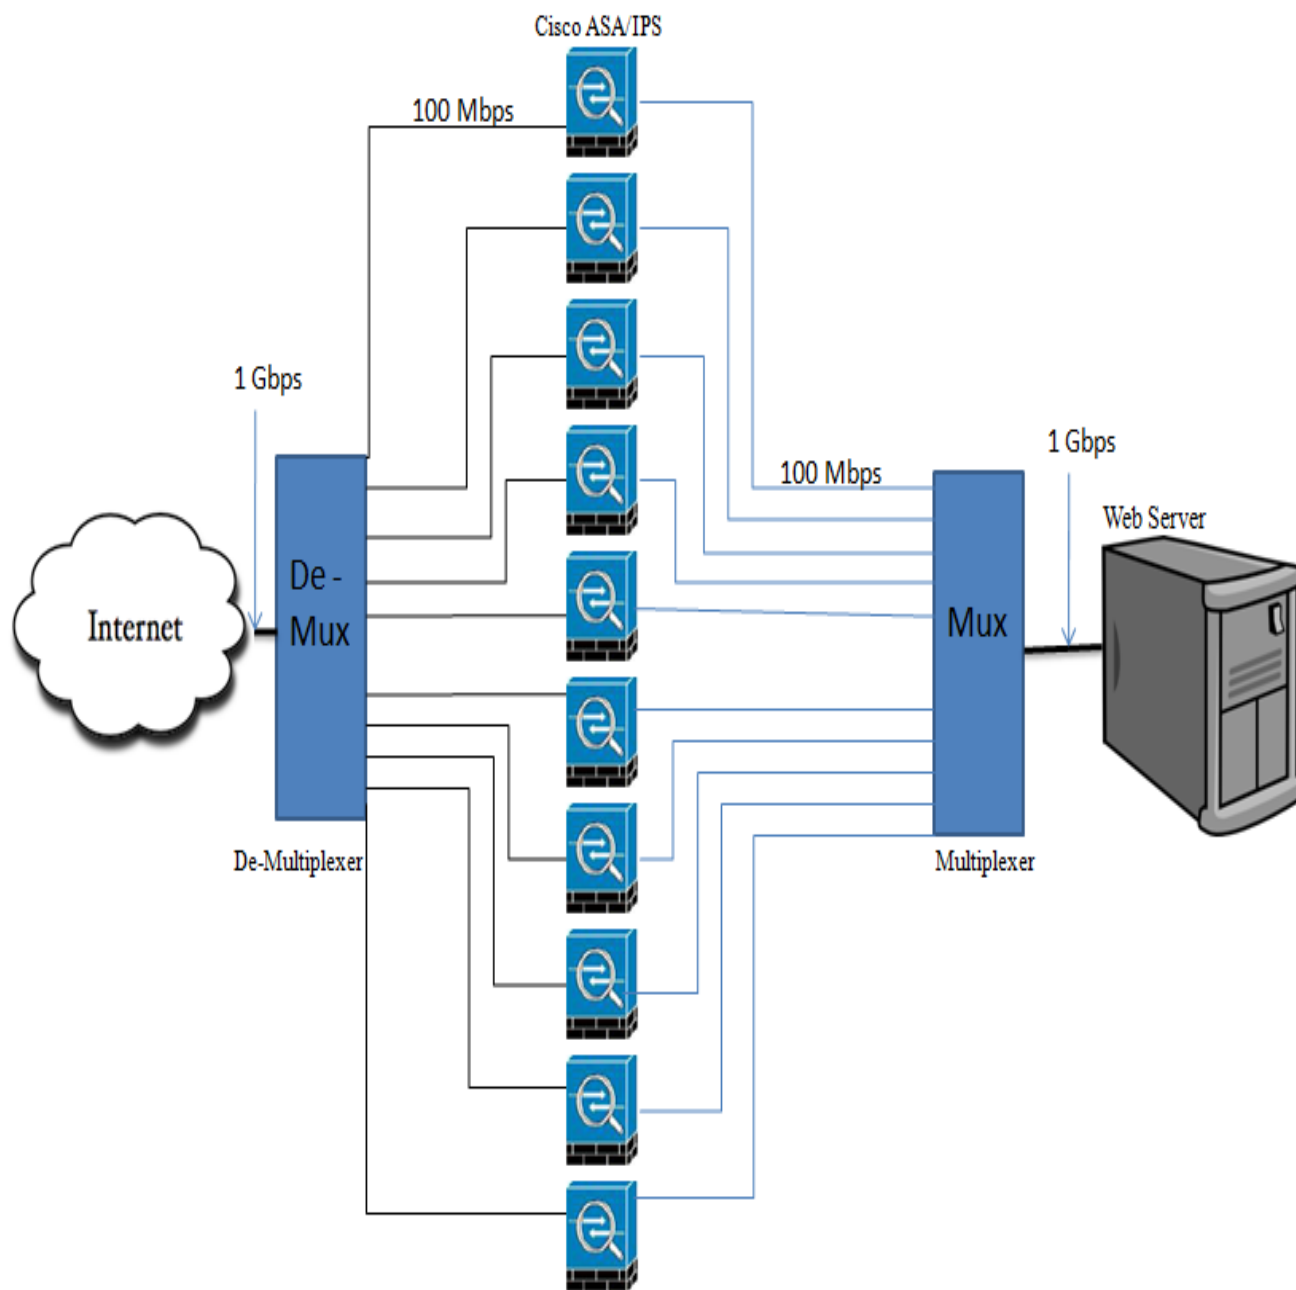 Cisco ASA/IPS
100 Mbps
1 Gbps
1 Gbps
100 Mbps
Web Server
De -
Mux
Internet
Mux
De-Multiplexer
Multiplexer